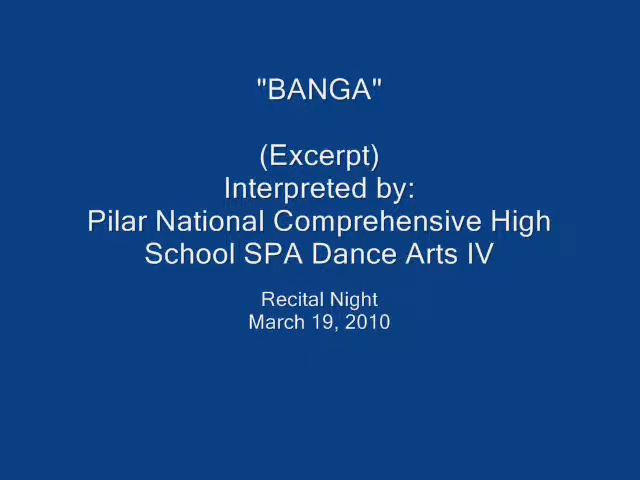 "BANGA"
(Excerpt)
Interpreted by:
Pilar National Comprehensive High
School SPA Dance Arts IV
Recital Night
March 19, 2010